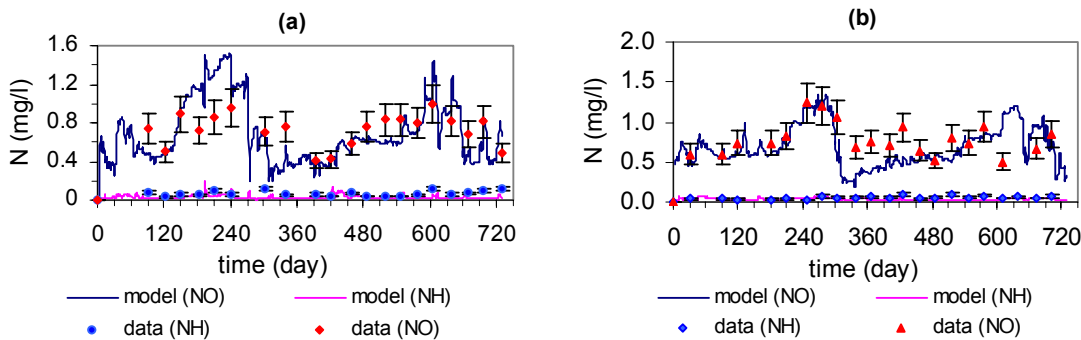 (a)
N (mg/l)
1.6
1.2
0.8
0.4
0
0 120 240 360 480 600 720
time (day)
model (NO) model (NH)
data (NH) data (NO)
(b)
N (mg/l)
2.0
1.5
1.0
0.5
0.0
0 120 240 360 480 600 720
time (day)
model (NO) model (NH)
data (NH) data (NO)